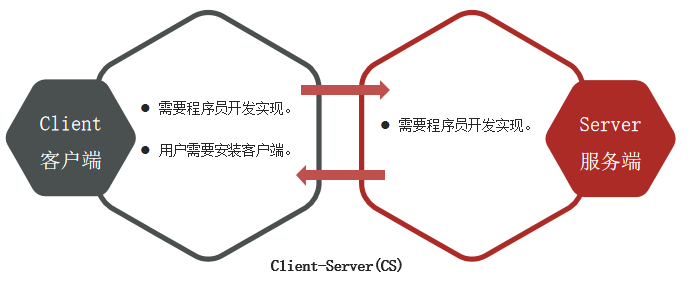 Client
客户端
● 需要程序员开发实现。
● 用户需要安装客户端。
● 需要程序员开发实现。
Server
服务端
Client-Server(CS)